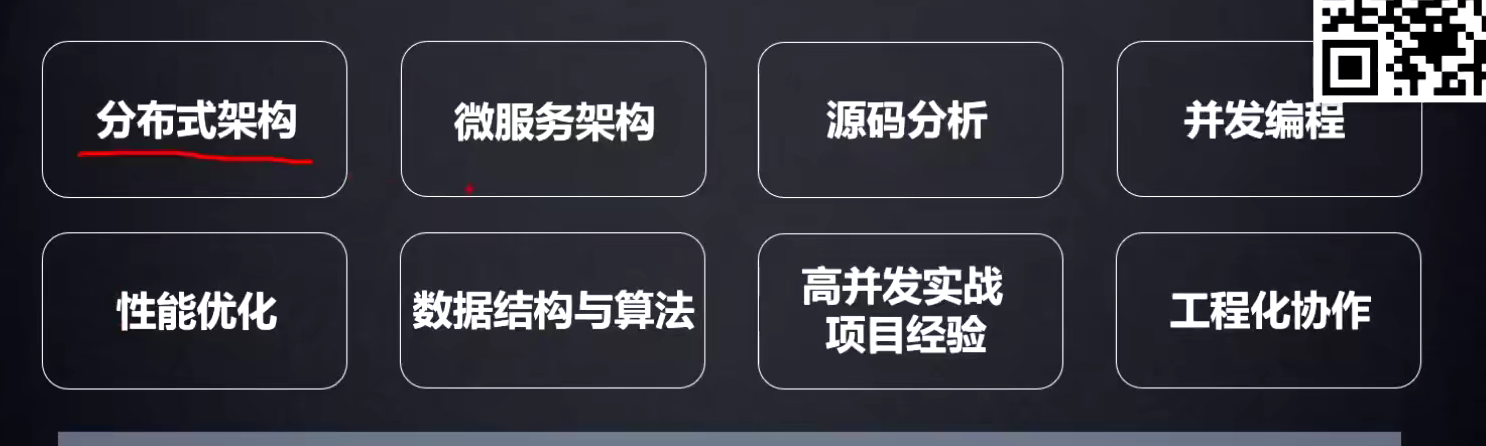 分布式架构
微服务架构
源码分析
并发编程
性能优化
数据结构与算法
高并发实战
项目经验
工程化协作